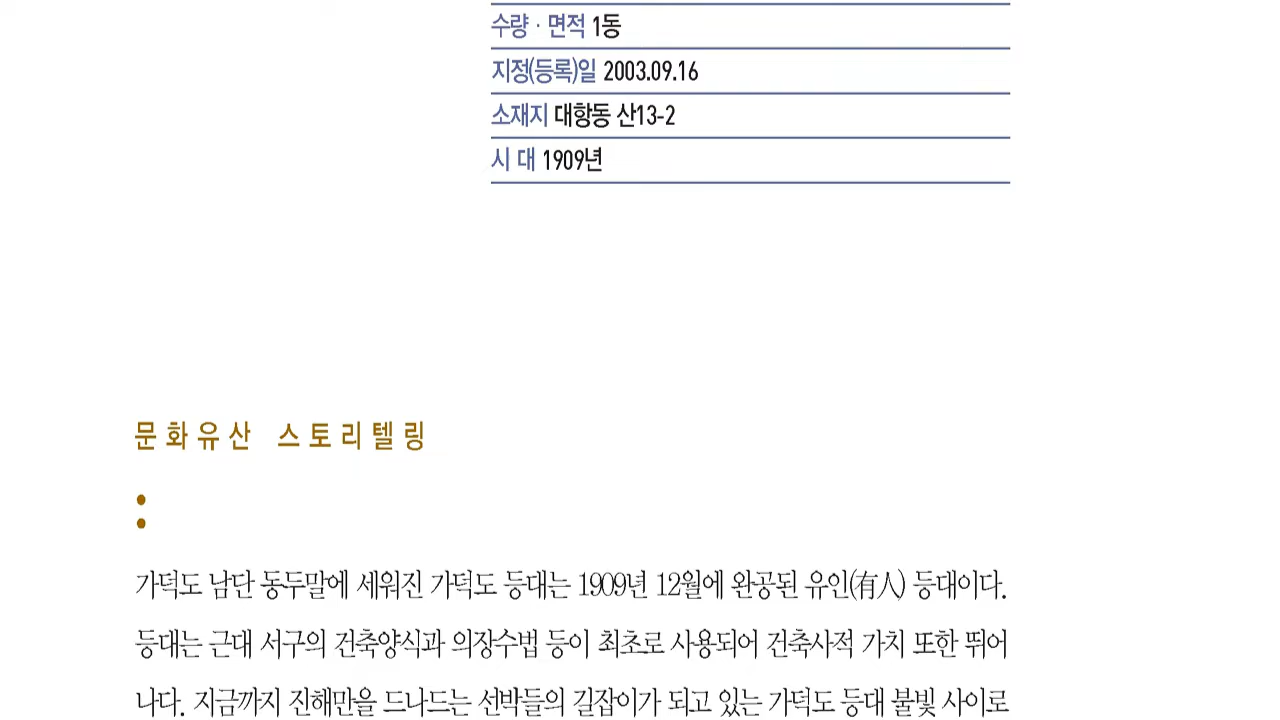 수량 · 면적 1동
지정(등록)일 2003.09.16
소재지 대항동 산13-2
시 대 1909년
문화유산 스토리텔링
:
가덕도 남단 동두말에 세워진 가덕도 등대는 1909년 12월에 완공된 유인(有人) 등대이다.
등대는 근대 서구의 건축양식과 의장수법 등이 최초로 사용되어 건축사적 가치 또한 뛰어
나다. 지금까지 진해만을 드나드는 선박들의 길잡이가 되고 있는 가덕도 등대 불빛 사이로